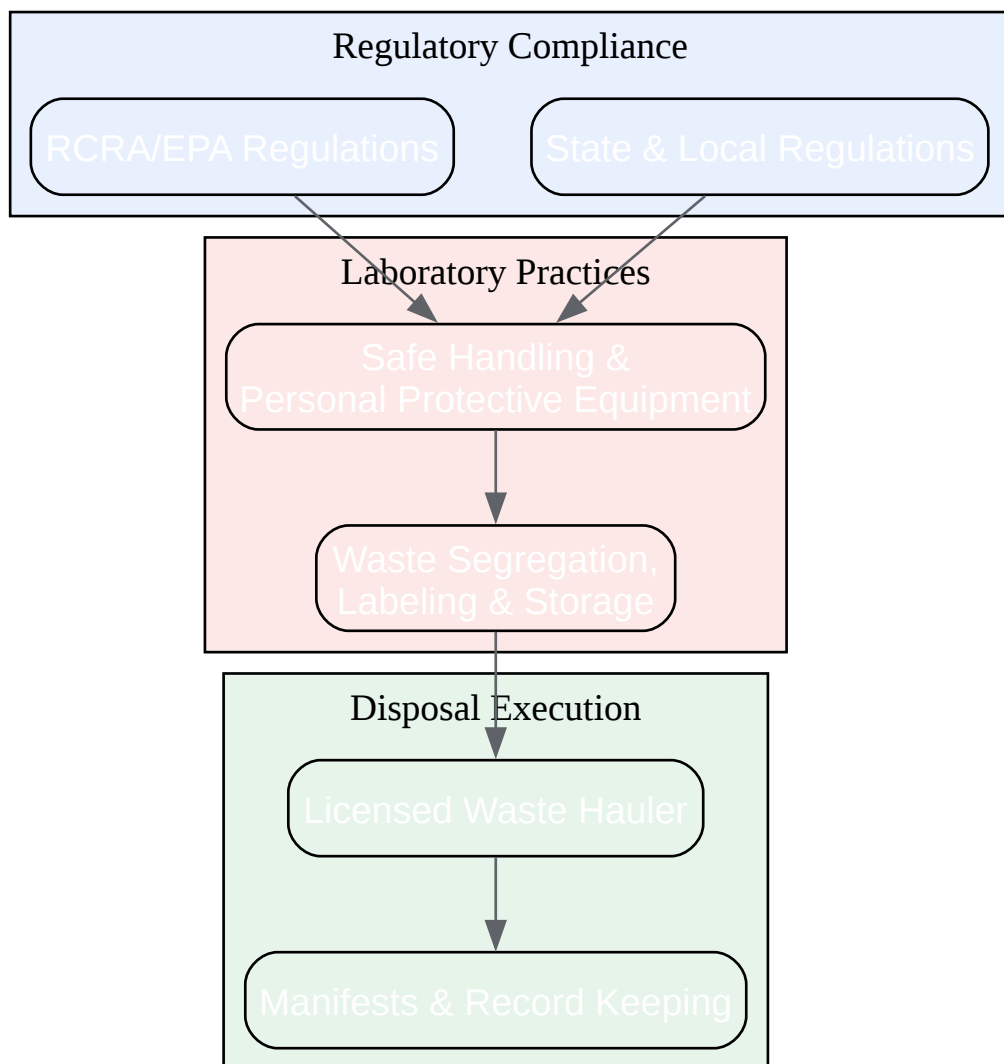 Regulatory Compliance
RCRA/EPA Regulations
State & Local Regulations
Laboratory Practices
Safe Handling &
Personal Protective Equipment
Waste Segregation,
Labeling & Storage
Disposal Execution
Licensed Waste Hauler
Manifests & Record Keeping